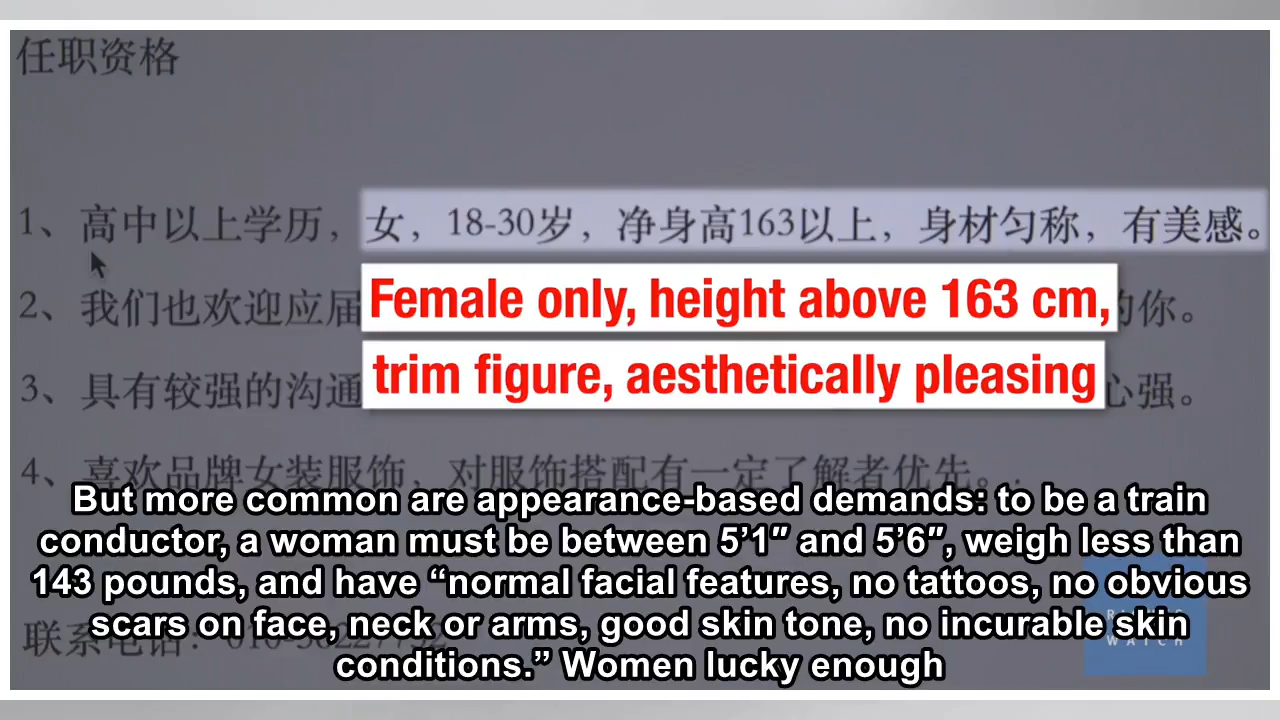 任职资格
1、高中以上学历，女，18-30岁，净身高163以上，身材匀称，有美感。
Female only, height above 163 cm,
2、我们也欢迎应届 的你。
trim figure, aesthetically pleasing
3、具有较强的沟通 心强。
4、喜欢品牌女装服饰，对服饰搭配有一定了解者优先。
But more common are appearance-based demands: to be a train
conductor, a woman must be between 5’1″ and 5’6″, weigh less than
143 pounds, and have “normal facial features, no tattoos, no obvious
scars on face, neck or arms, good skin tone, no incurable skin
conditions.” Women lucky enough
联系电话：
WATCH